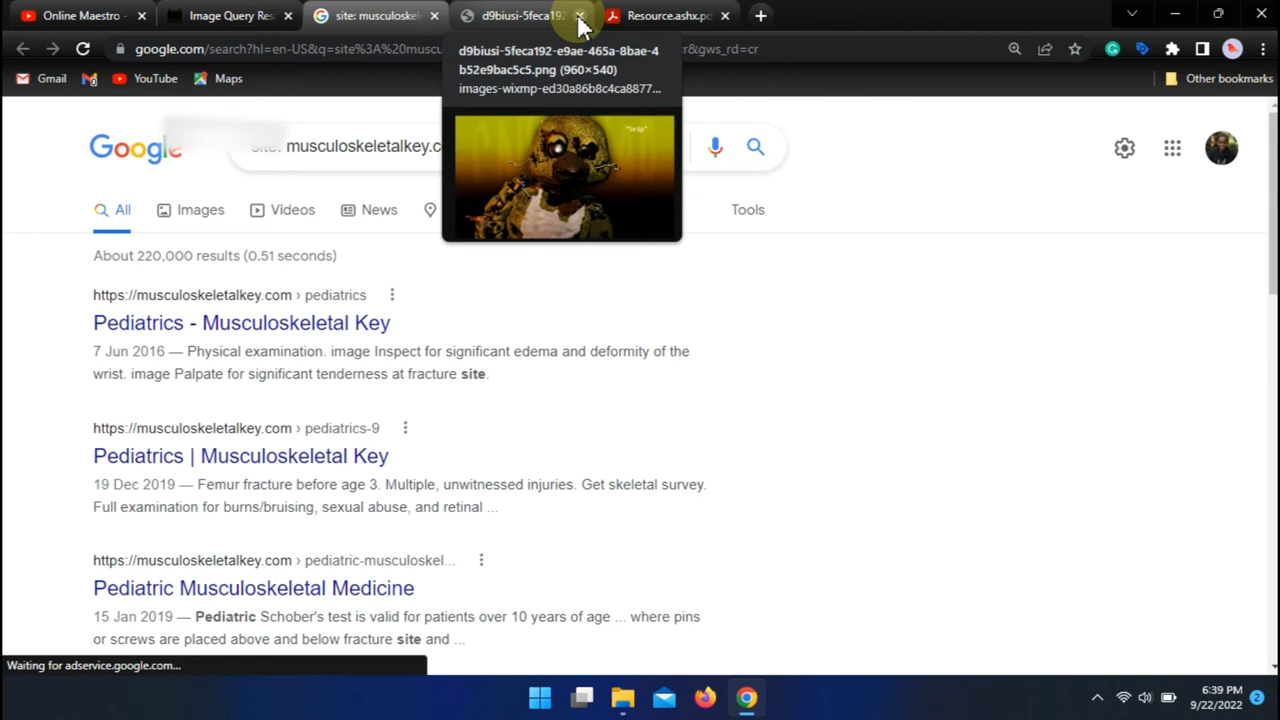 Online Maestro -
Image Query Res
site: musculoskel
d9biusi-5feca192
Resource.ashx.pd
google.com/search?hl=en-US&q=site%3A%20muscu
r&gws_rd=cr
Gmail
YouTube
Maps
Other bookmarks
d9biusi-5feca192-e9ae-465a-8bae-4
b52e9bac5c5.png (960×540)
images-wixmp-ed30a86b8c4ca8877...
Google
site: musculoskeletalkey.c
All
Images
Videos
News
Tools
About 220,000 results (0.51 seconds)
https://musculoskeletalkey.com › pediatrics
Pediatrics - Musculoskeletal Key
7 Jun 2016 — Physical examination. image Inspect for significant edema and deformity of the
wrist. image Palpate for significant tenderness at fracture site.
https://musculoskeletalkey.com › pediatrics-9
Pediatrics | Musculoskeletal Key
19 Dec 2019 — Femur fracture before age 3. Multiple, unwitnessed injuries. Get skeletal survey.
Full examination for burns/bruising, sexual abuse, and retinal ...
https://musculoskeletalkey.com › pediatric-musculoskel...
Pediatric Musculoskeletal Medicine
15 Jan 2019 — Pediatric Schober's test is valid for patients over 10 years of age ... where pins
or screws are placed above and below fracture site and ...
Waiting for adservice.google.com...
6:39 PM
9/22/2022
2